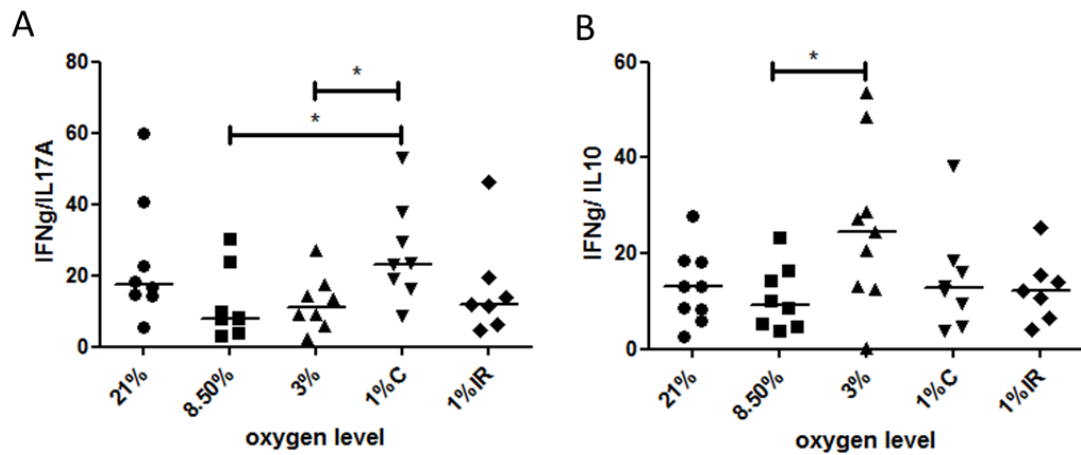 A
IFNg/IL17A
80
60
40
20
0
*
*
21%
8.50%
3%
1%C
1%IR
oxygen level
B
IFNg/ IL10
60
40
20
0
*
21%
8.50%
3%
1%C
1%IR
oxygen level